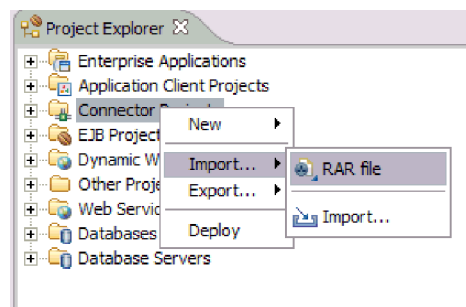 Project Explorer
Enterprise Applications
Application Client Projects
Connector
EJB Project
Dynamic W
Other Proje
Web Servic
Databases
Database Servers
New
Import...
Export...
Deploy
RAR file
Import...